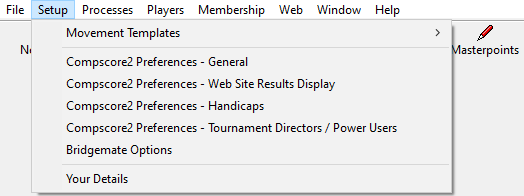 File Setup Processes Players Membership Web Window Help
Movement Templates
Masterpoints
Compscore2 Preferences - General
Compscore2 Preferences - Web Site Results Display
Compscore2 Preferences - Handicaps
Compscore2 Preferences - Tournament Directors / Power Users
Bridgemate Options
Your Details